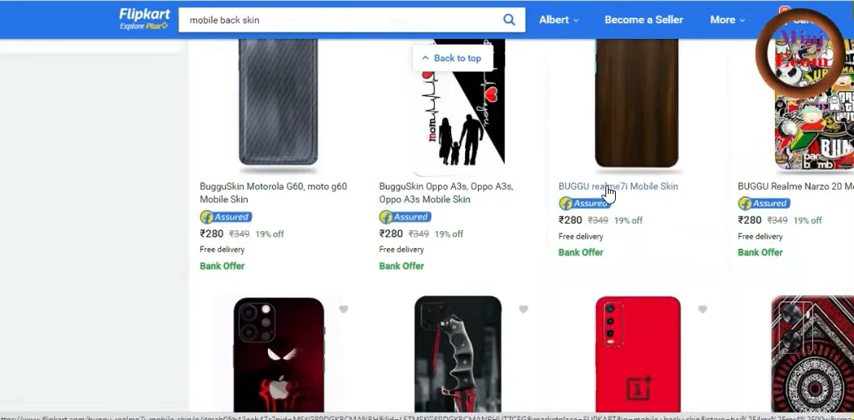 Flipkart
Explore Plus
mobile back skin
Albert
Become a Seller
More
Back to top
mom
love you
BugguSkin Motorola G60, moto g60
Mobile Skin
Assured
₹280 ₹349 19% off
Free delivery
Bank Offer
BugguSkin Oppo A3s, Oppo A3s,
Oppo A3s Mobile Skin
Assured
₹280 ₹349 19% off
Free delivery
Bank Offer
BUGGU realme7i Mobile Skin
Assured
₹280 ₹349 19% off
Free delivery
Bank Offer
BUGGU Realme Narzo 20 M
Assured
₹280 ₹349 19% off
Free delivery
Bank Offer